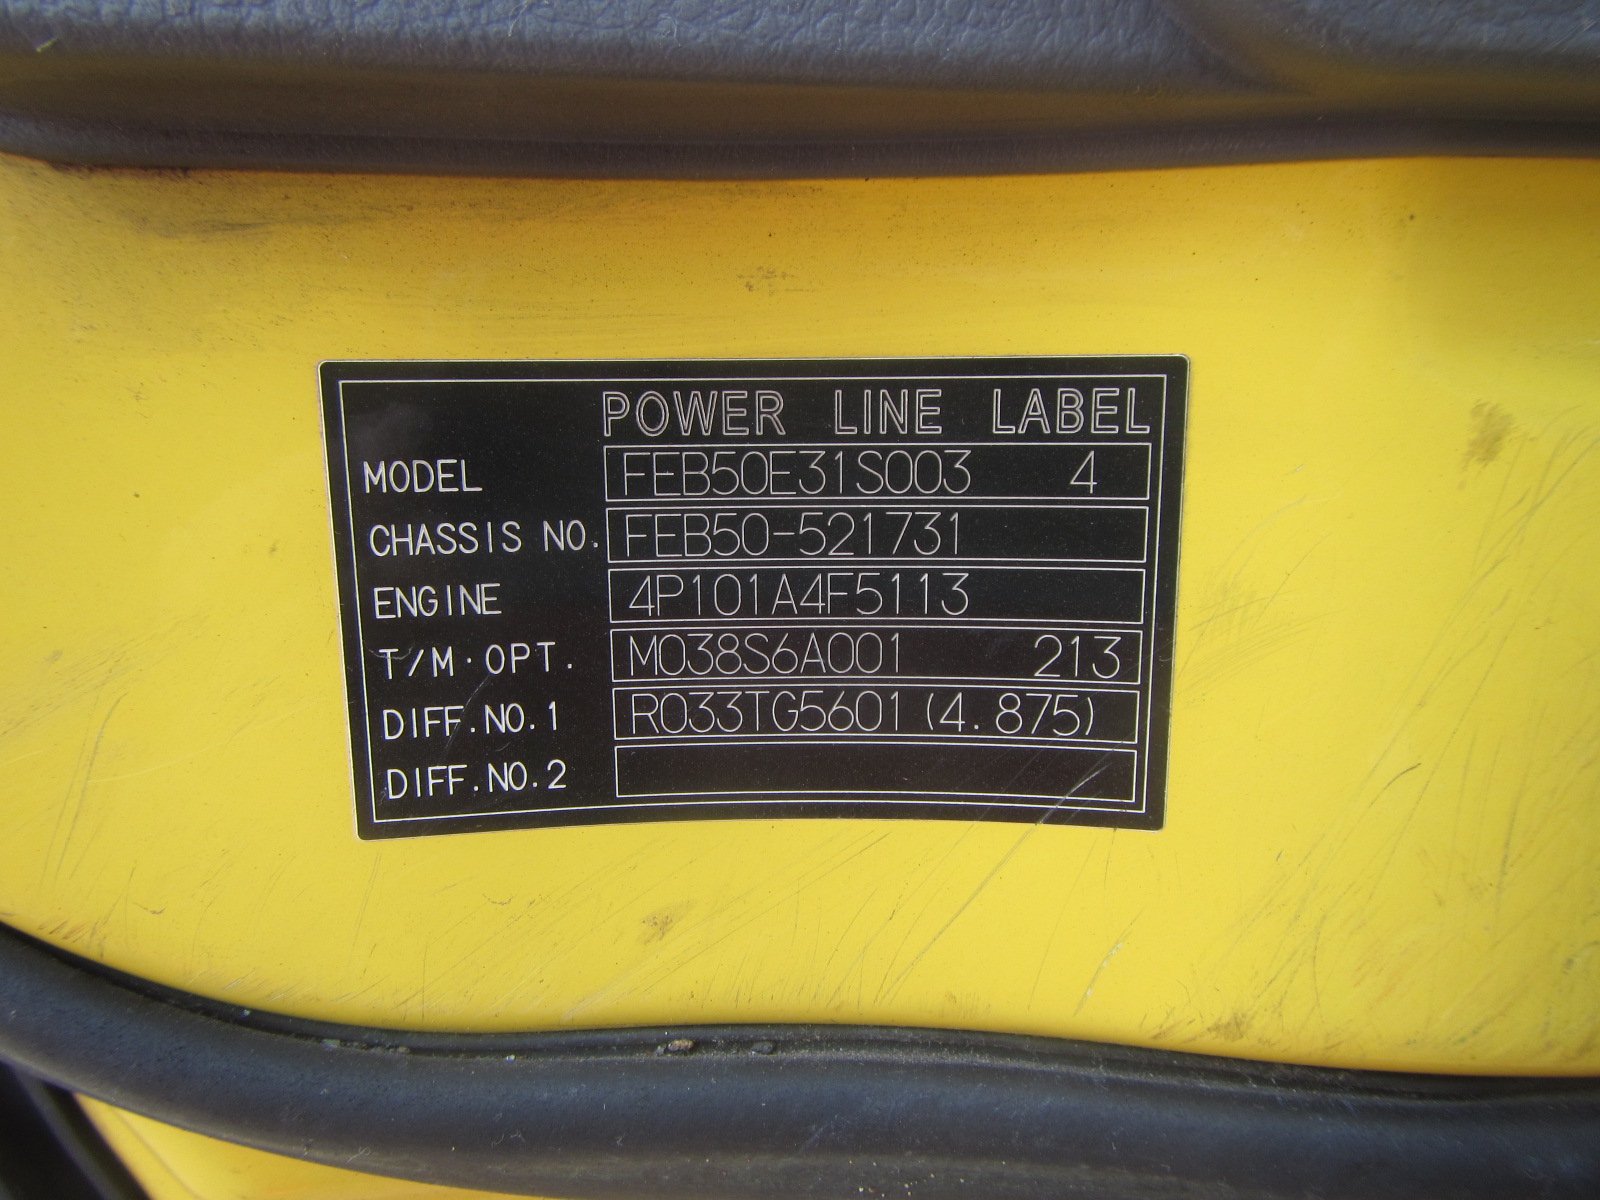 POWER LINE LABEL
MODEL FEB50E31S003 4
CHASSIS NO. FEB50-521731
ENGINE 4P101A4F5113
T/M·OPT. M038S6A001 213
DIFF.NO.1 R033TG5601(4.875)
DIFF.NO.2